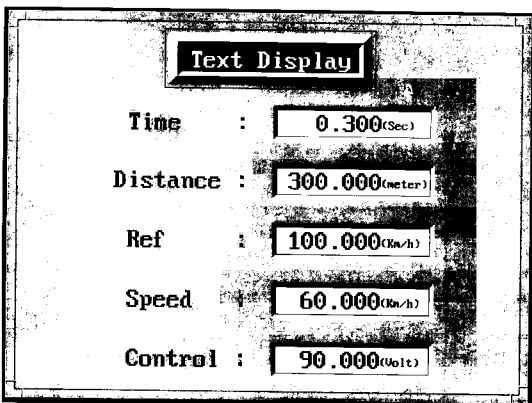 Text Display
Time : 0.300(Sec)
Distance : 300.000(meter)
Ref : 100.000(Km/h)
Speed : 60.000(Km/h)
Control : 90.000(Volt)